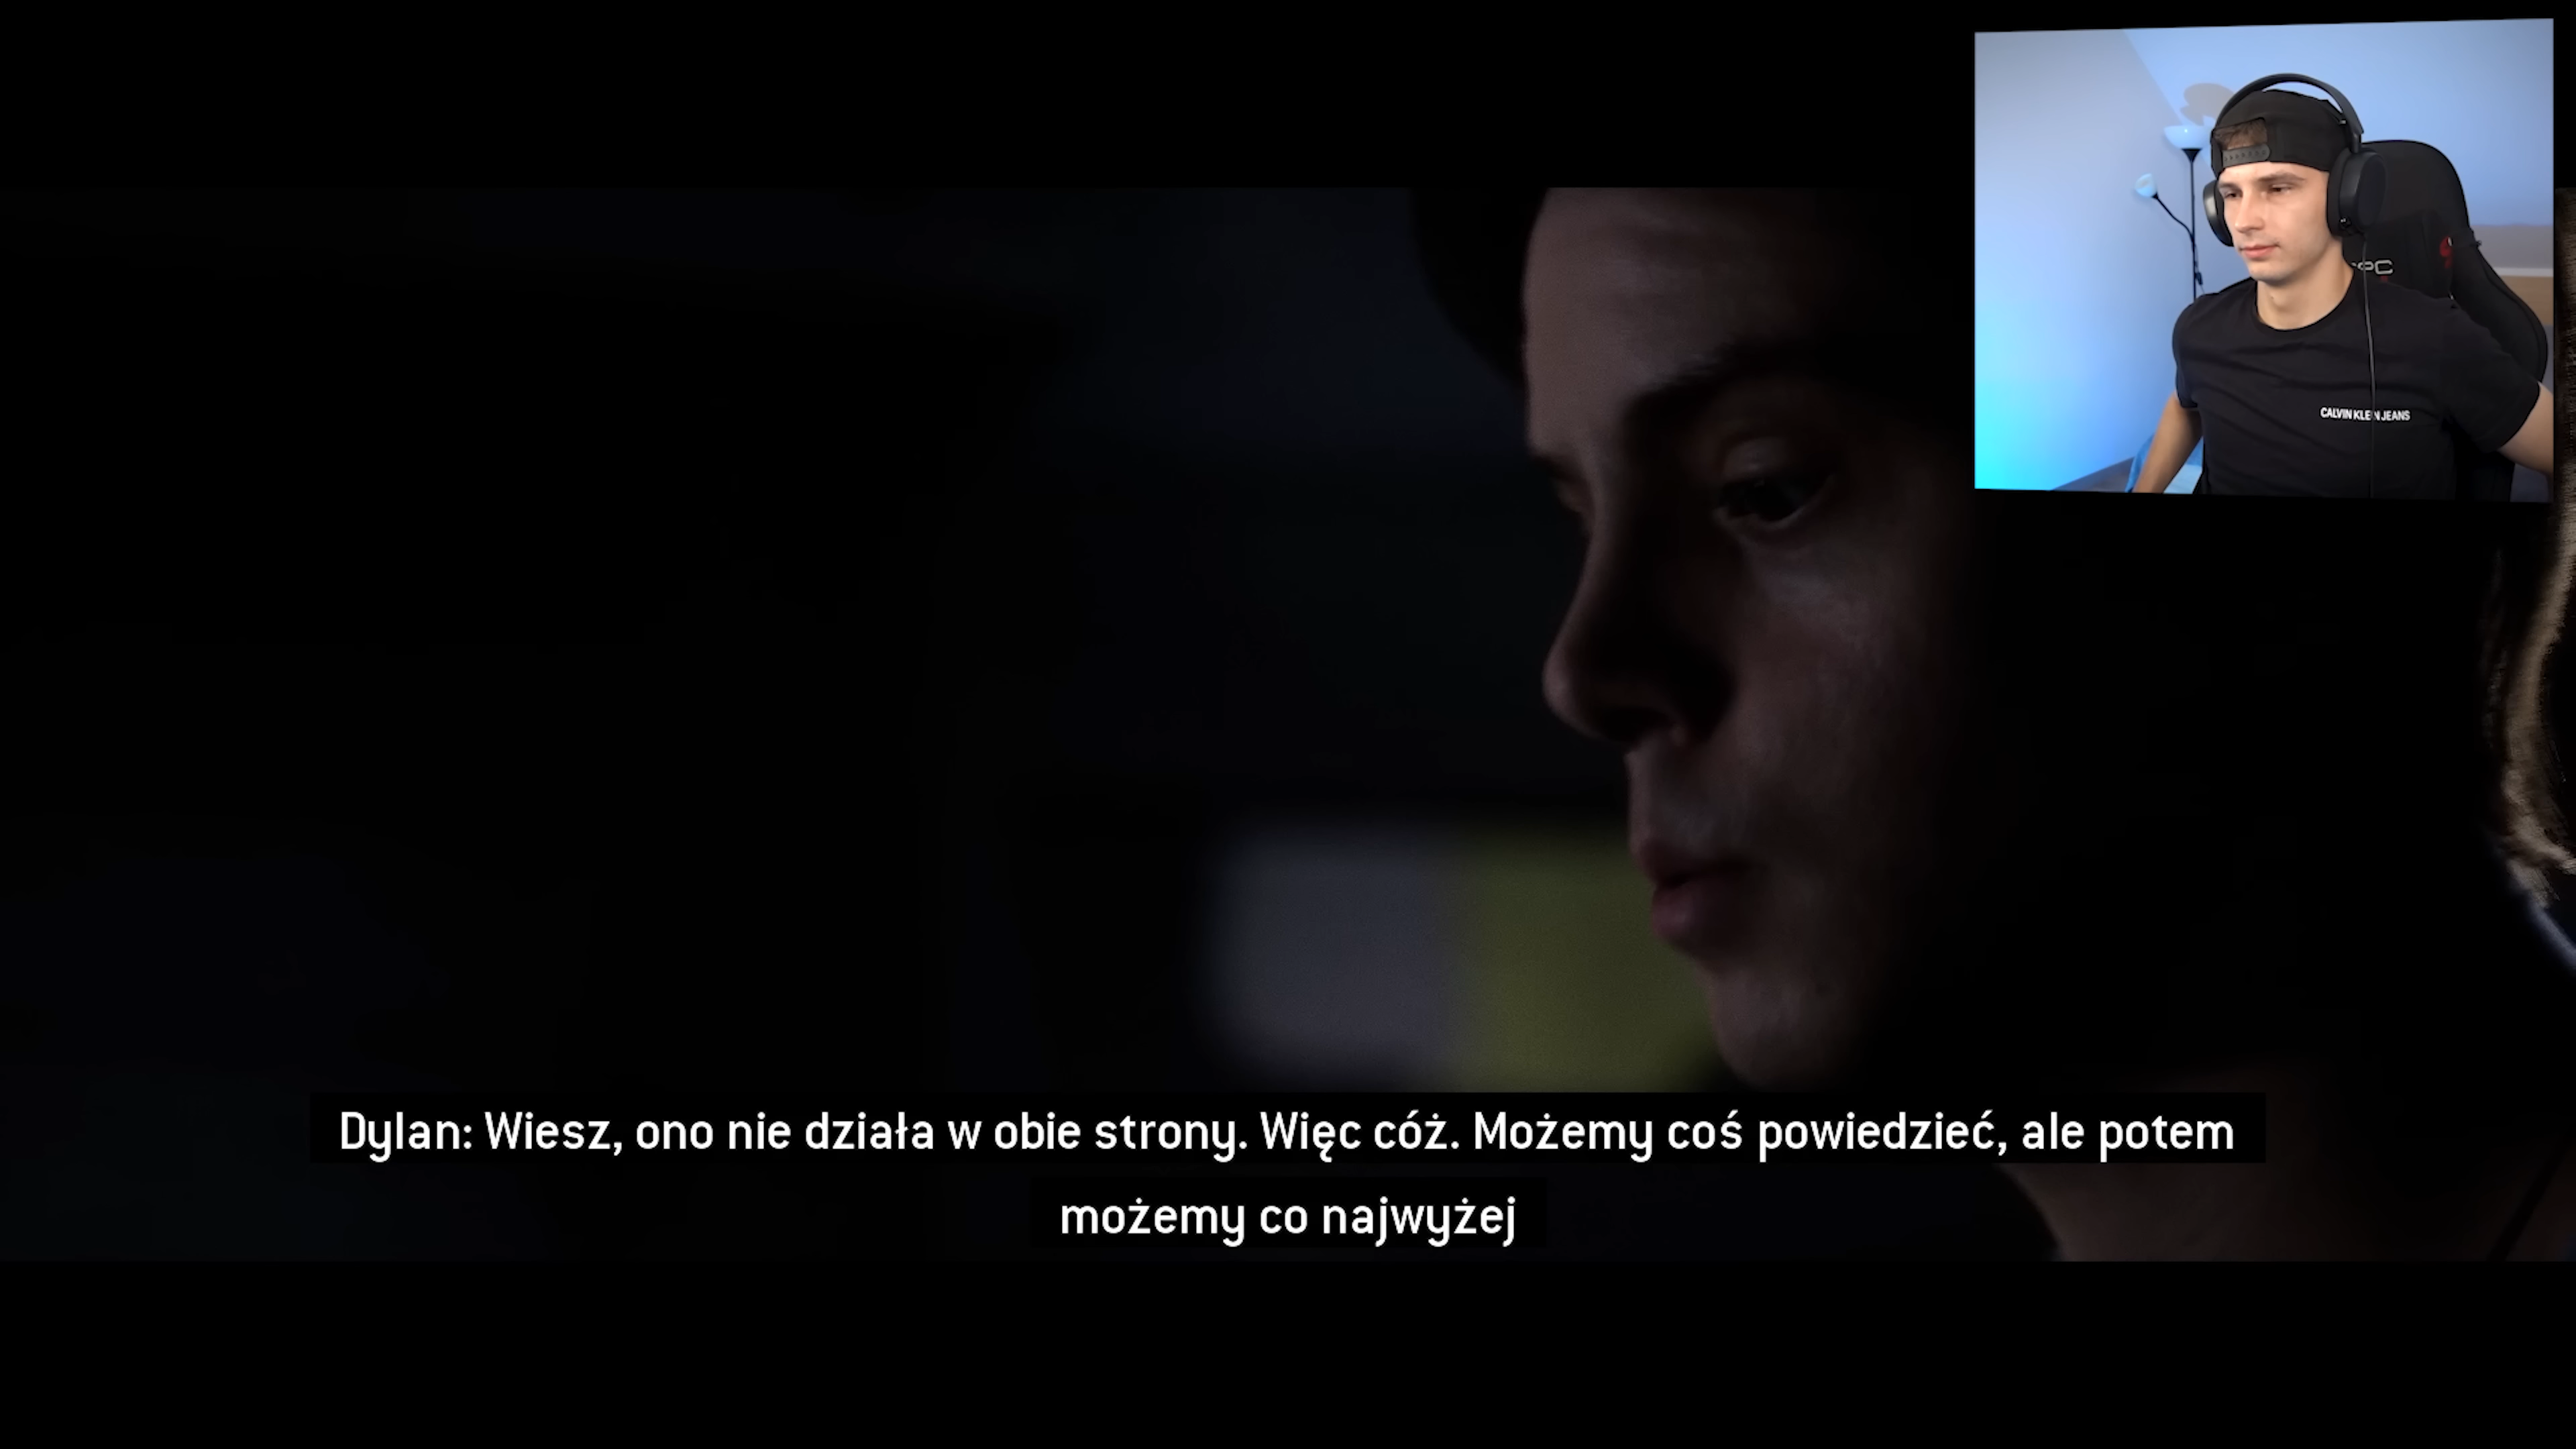 CALVIN KLEIN JEANS
Dylan: Wiesz, ono nie działa w obie strony. Więc cóż. Możemy coś powiedzieć, ale potem
możemy co najwyżej